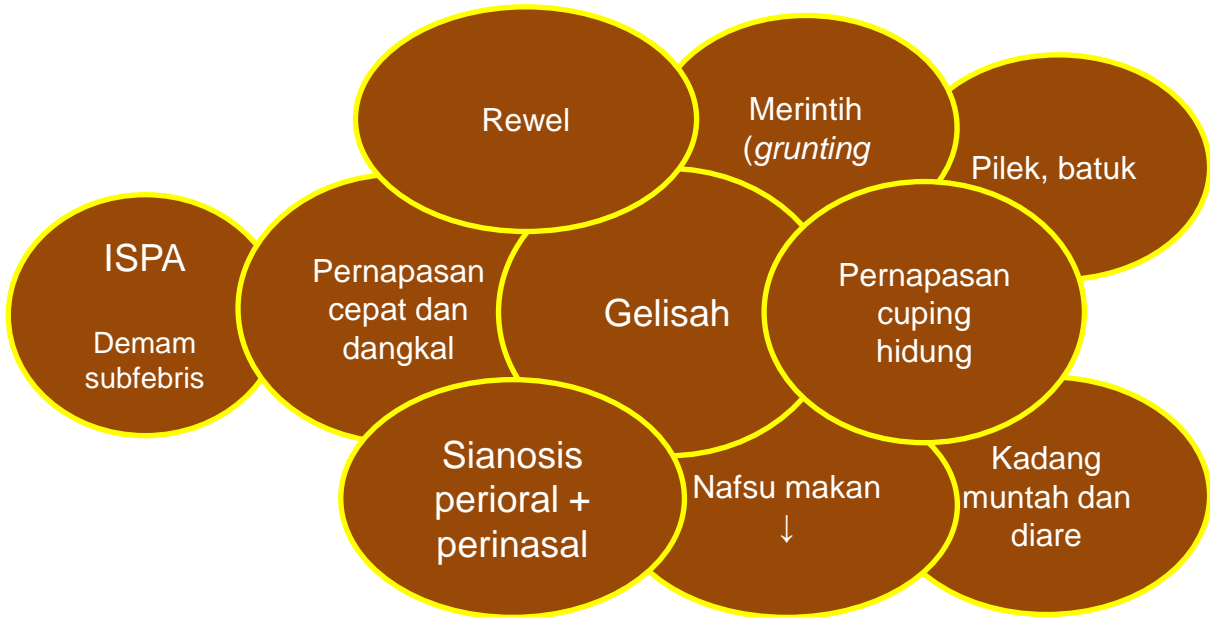 Rewel
Merintih
(grunting
Pilek, batuk
ISPA
Demam
subfebris
Pernapasan
cepat dan
dangkal
Gelisah
Pernapasan
cuping
hidung
Sianosis
perioral +
perinasal
Nafsu makan
↓
Kadang
muntah dan
diare